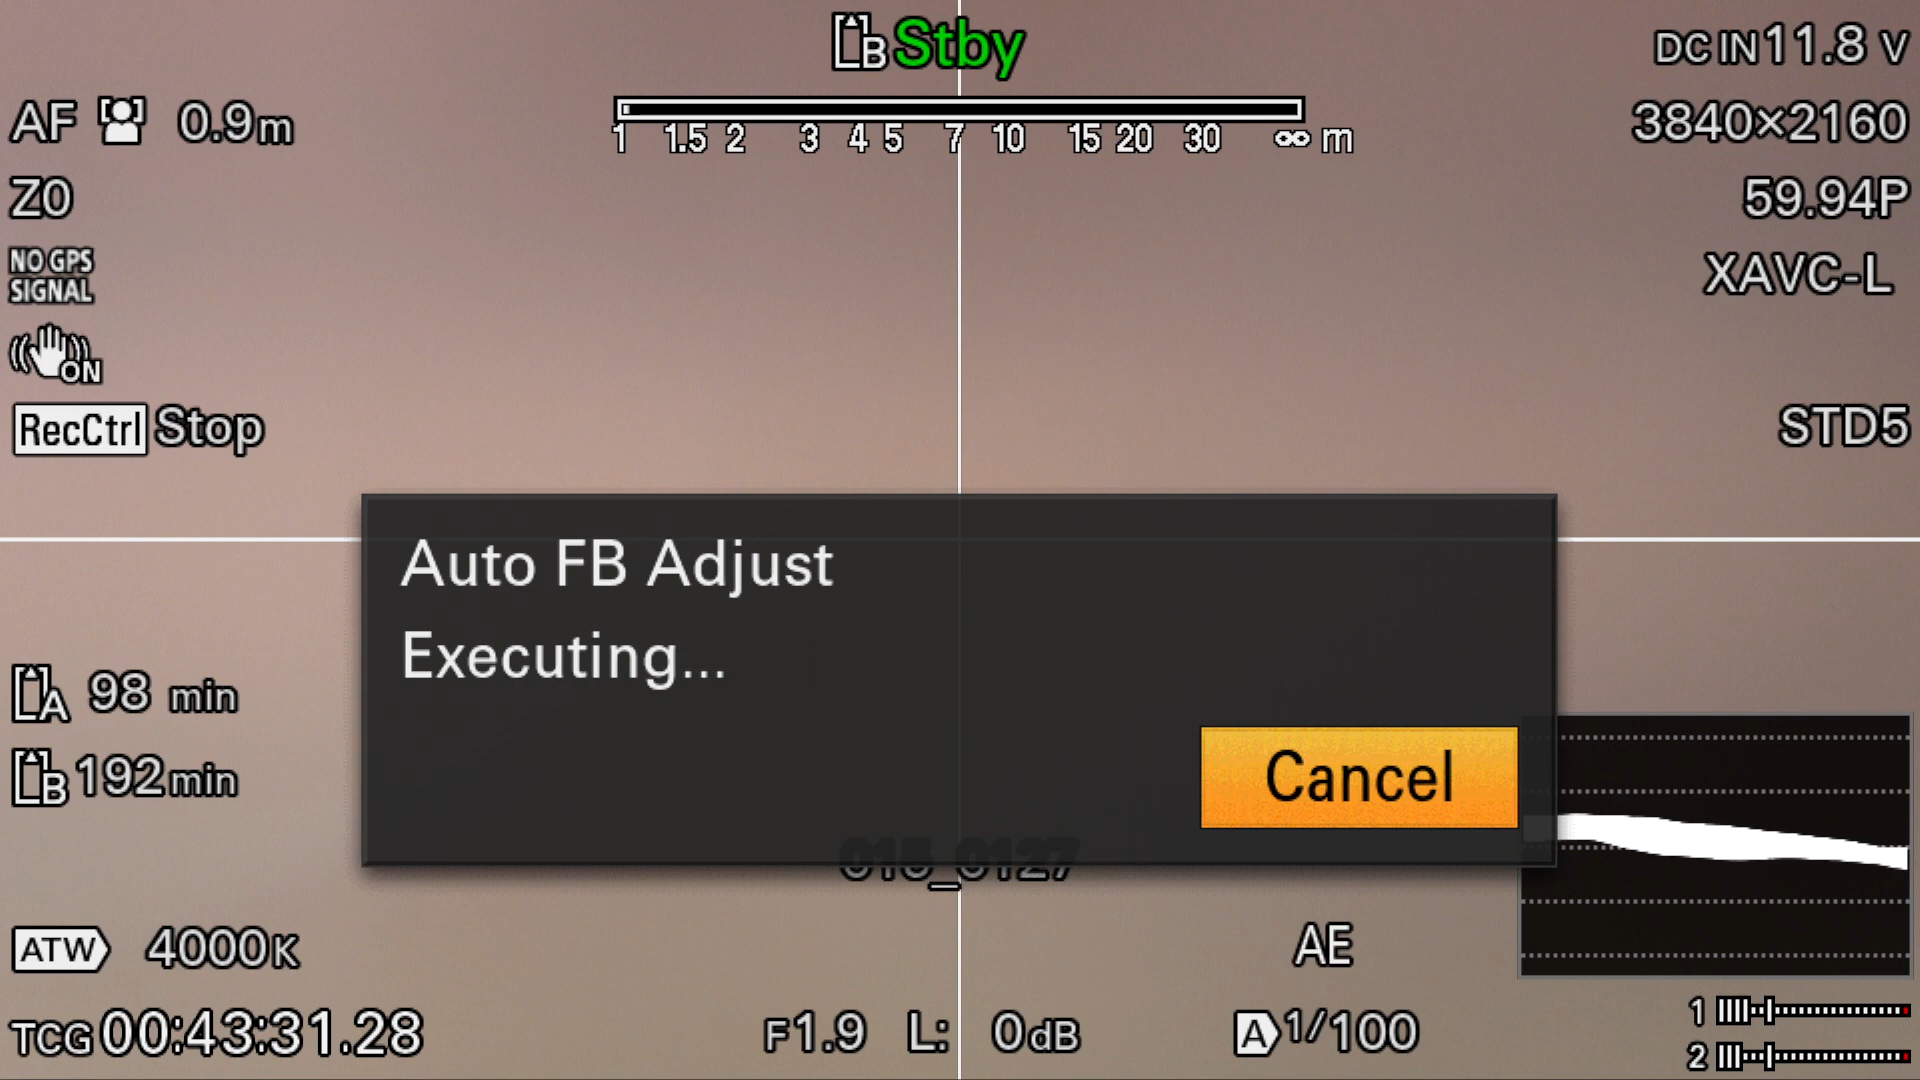 B Stby
DC IN 11.8 V
AF 0.9m
1 1.5 2 3 4 5 7 10 15 20 30 ∞ m
3840×2160
Z0
59.94P
NO GPS
SIGNAL
XAVC-L
ON
RecCtrl Stop
STD5
Auto FB Adjust
Executing...
A 98 min
B 192 min
Cancel
015_0127
ATW 4000K
AE
TCG 00:43:31.28
F1.9 L: 0dB
A 1/100
1
2